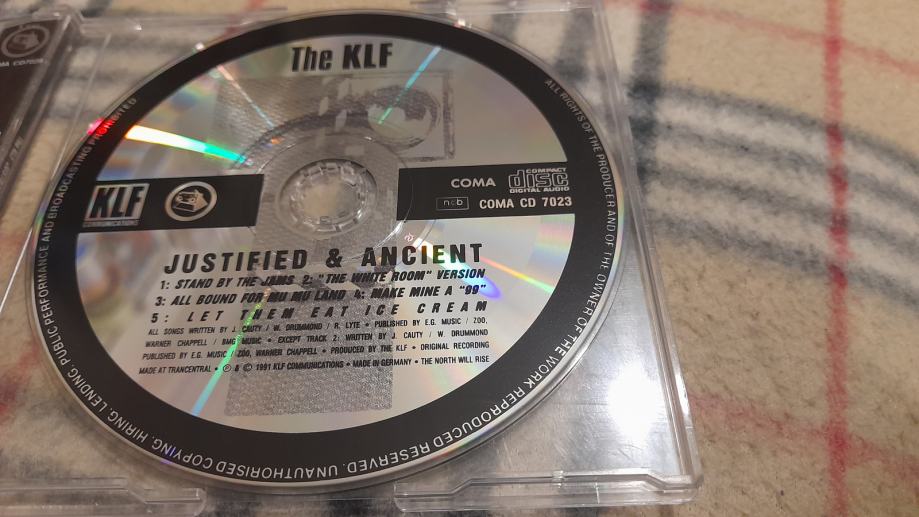 The KLF
KLF
COMMUNICATIONS
COMA
COMPACT
disc
DIGITAL AUDIO
ncb COMA CD 7023
JUSTIFIED & ANCIENT
1: STAND BY THE JAMS 2: "THE WHITE ROOM" VERSION
3: ALL BOUND FOR MU MU LAND 4: MAKE MINE A "99"
5: LET THEM EAT ICE CREAM
ALL SONGS WRITTEN BY J. CAUTY / W. DRUMMOND / R. LYTE • PUBLISHED BY E.G. MUSIC / ZOO,
WARNER CHAPPELL / BMG MUSIC • EXCEPT TRACK 2: WRITTEN BY J. CAUTY / W. DRUMMOND
PUBLISHED BY E.G. MUSIC / ZOO, WARNER CHAPPELL • PRODUCED BY THE KLF • ORIGINAL RECORDING
MADE AT TRANCENTRAL • ℗ & © 1991 KLF COMMUNICATIONS • MADE IN GERMANY • THE NORTH WILL RISE
ALL RIGHTS OF THE PRODUCER AND OF THE OWNER OF THE WORK REPRODUCED RESERVED. UNAUTHORISED COPYING, HIRING, LENDING, PUBLIC PERFORMANCE AND BROADCASTING PROHIBITED